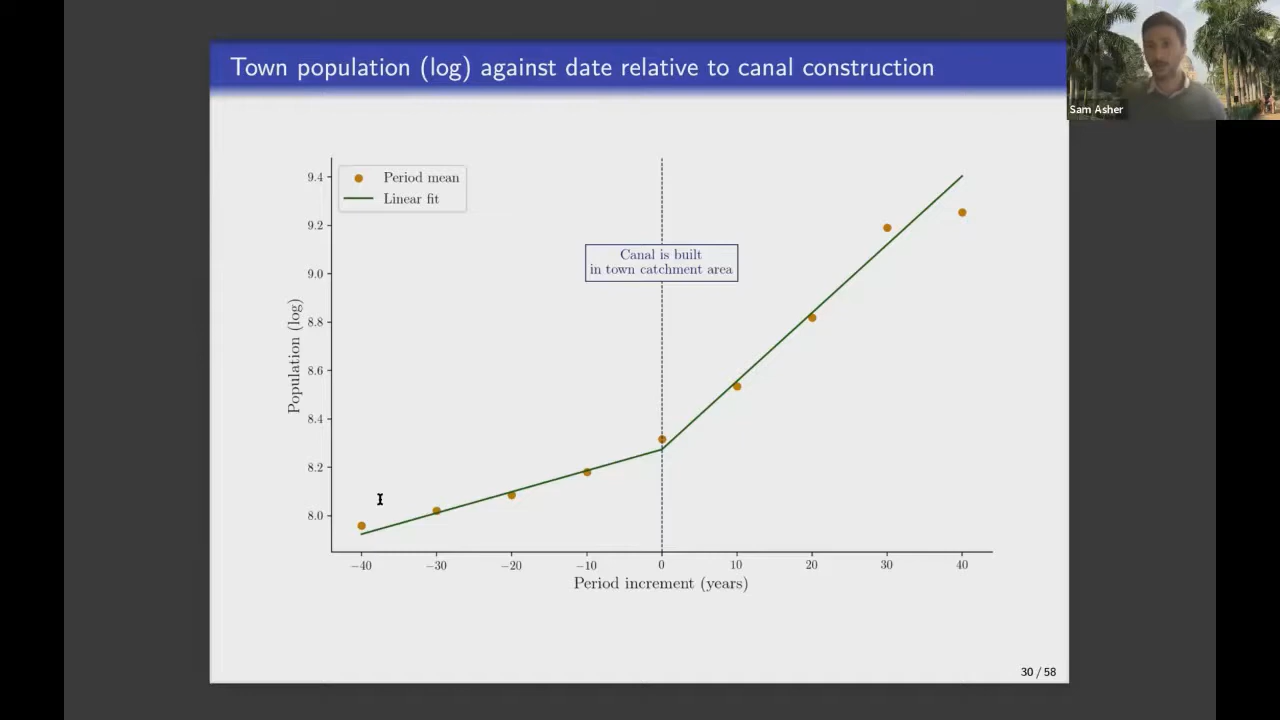 Town population (log) against date relative to canal construction
Sam Asher
Period mean
Linear fit
Canal is built
in town catchment area
Population (log)
9.4
9.2
9.0
8.8
8.6
8.4
8.2
8.0
−40 −30 −20 −10 0 10 20 30 40
Period increment (years)
30 / 58